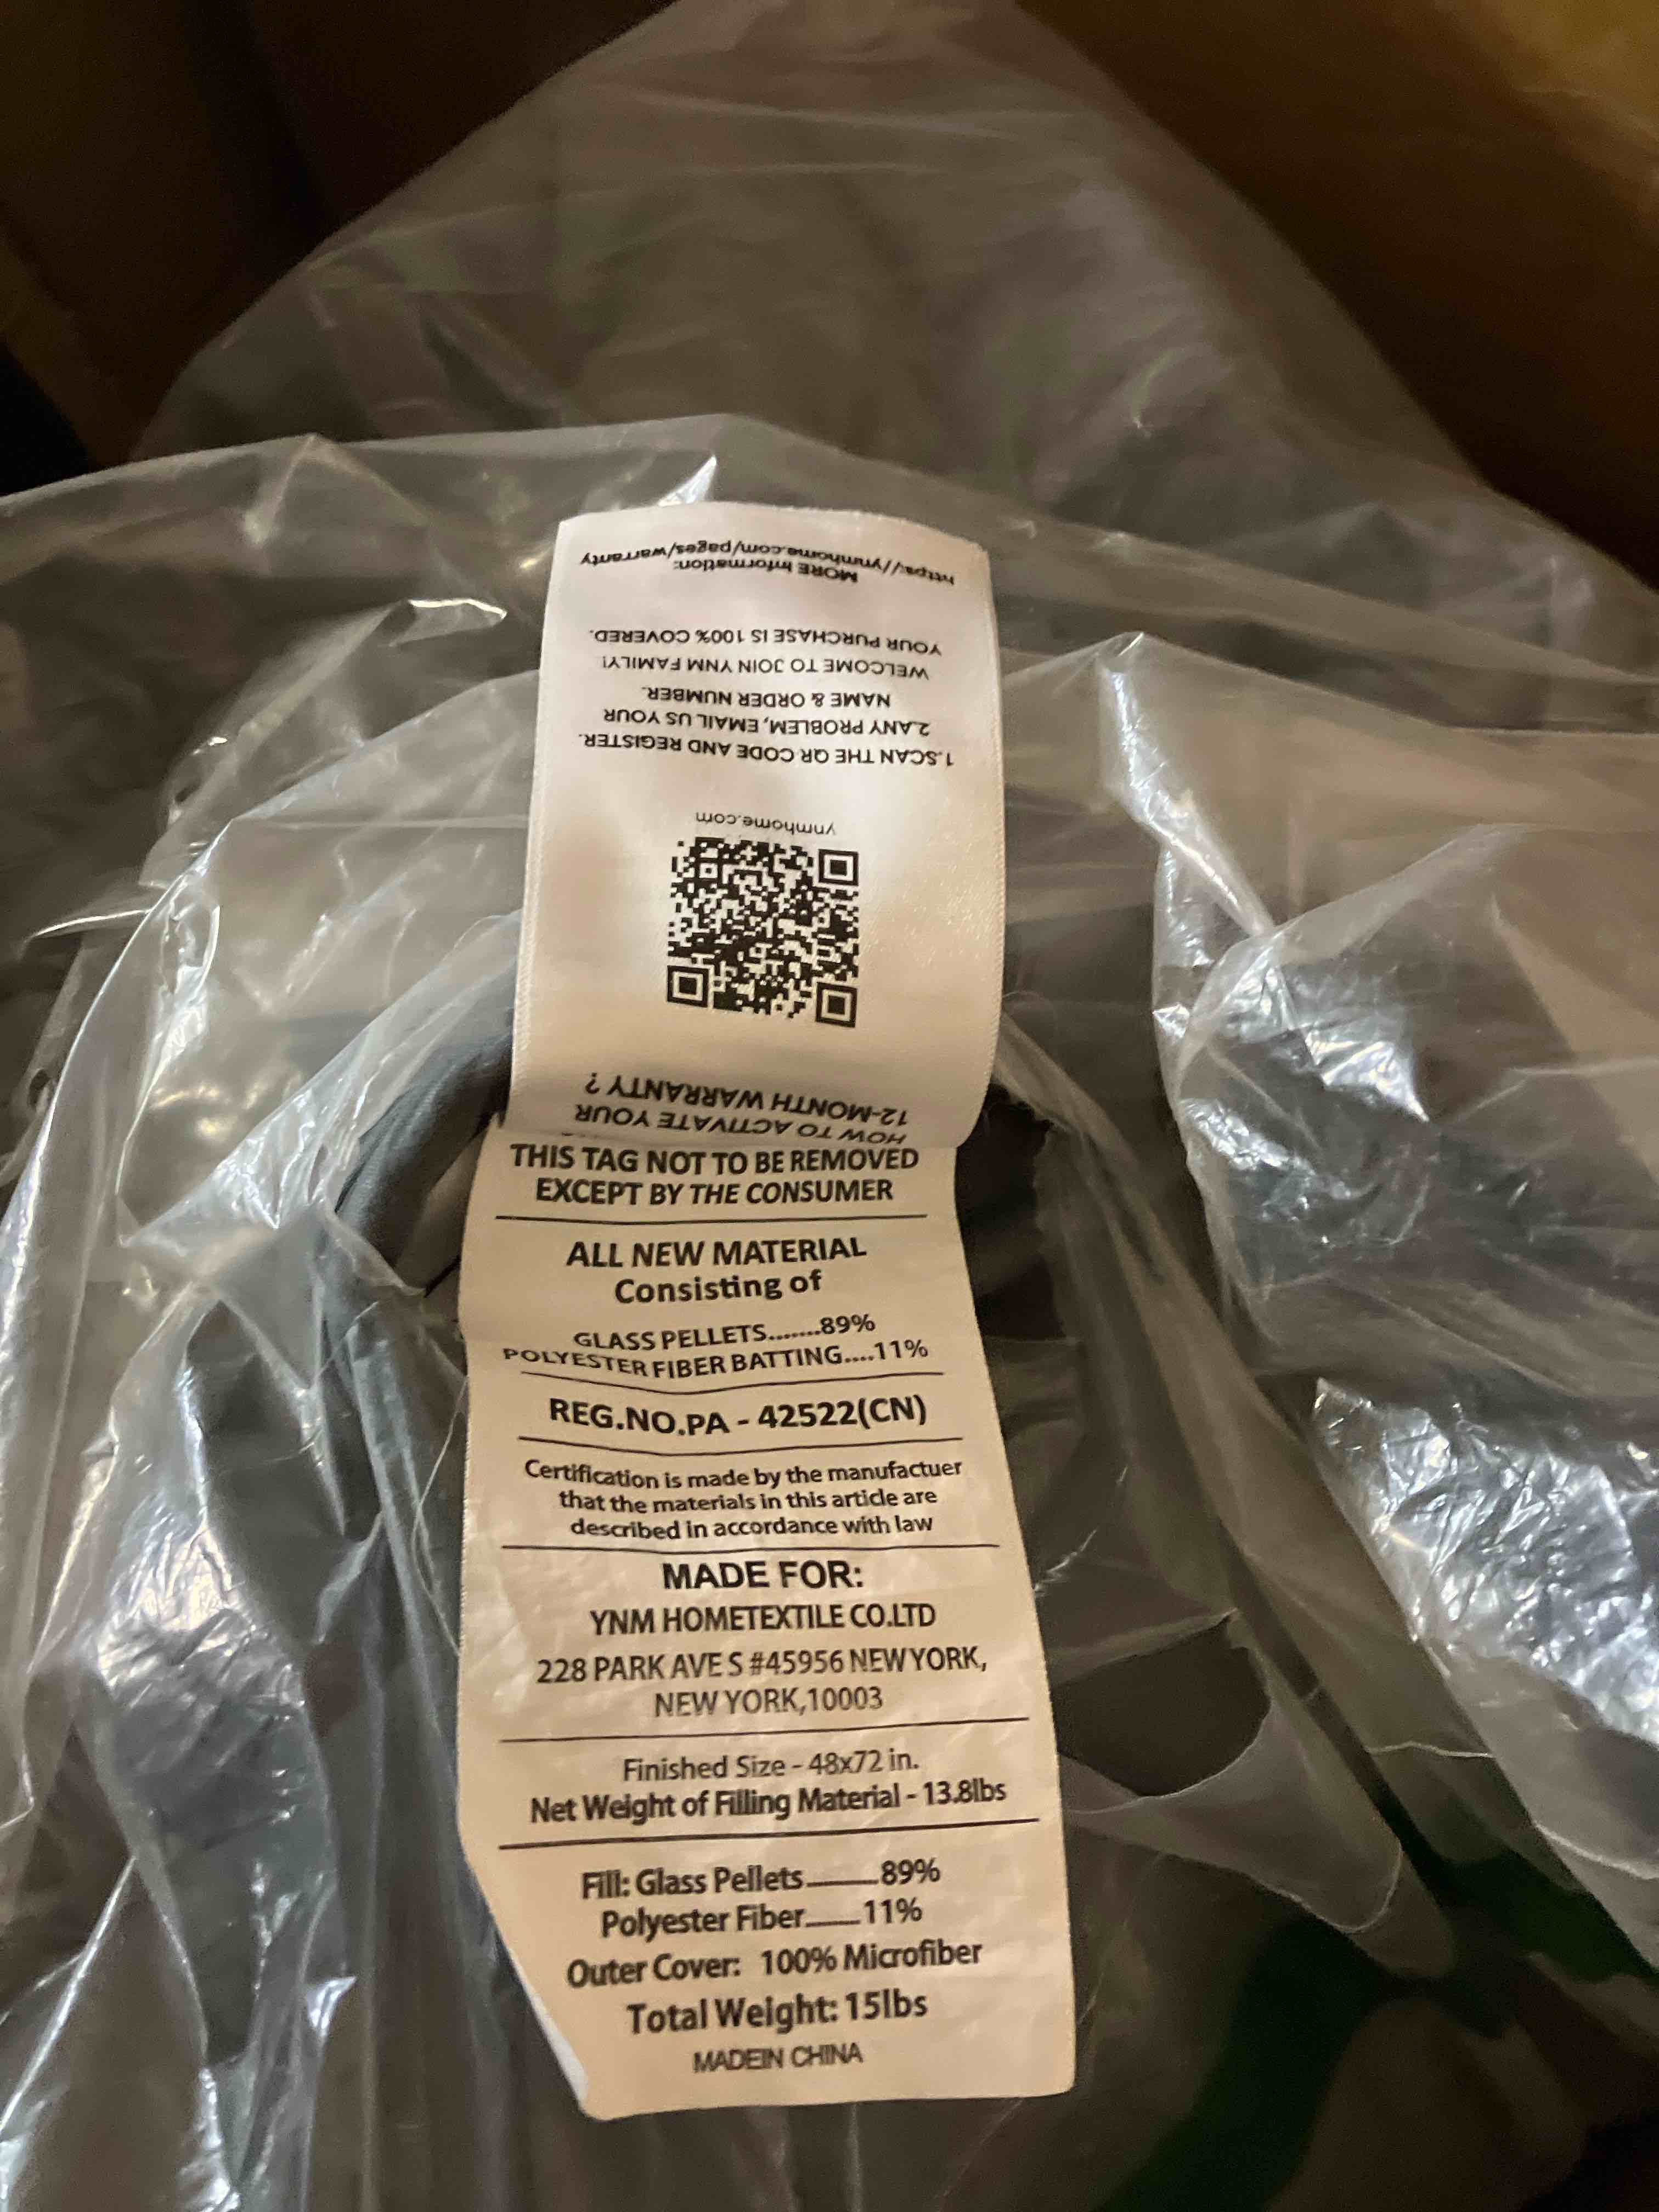 HOW TO ACTIVATE YOUR
12-MONTH WARRANTY ?
ynmhome.com
1.SCAN THE QR CODE AND REGISTER.
2.ANY PROBLEM, EMAIL US YOUR
NAME & ORDER NUMBER.
WELCOME TO JOIN YNM FAMILY!
YOUR PURCHASE IS 100% COVERED.
MORE Information:
https://ynmhome.com/pages/warranty
THIS TAG NOT TO BE REMOVED
EXCEPT BY THE CONSUMER
ALL NEW MATERIAL
Consisting of
GLASS PELLETS.......89%
POLYESTER FIBER BATTING....11%
REG.NO.PA - 42522(CN)
Certification is made by the manufactuer
that the materials in this article are
described in accordance with law
MADE FOR:
YNM HOMETEXTILE CO.LTD
228 PARK AVE S #45956 NEW YORK,
NEW YORK,10003
Finished Size - 48x72 in.
Net Weight of Filling Material - 13.8lbs
Fill: Glass Pellets.______.89%
Polyester Fiber.____.11%
Outer Cover: 100% Microfiber
Total Weight: 15lbs
MADEIN CHINA